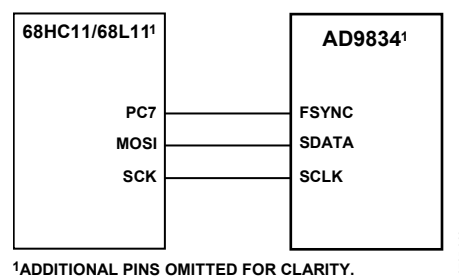 68HC11/68L11¹
AD9834¹
PC7
FSYNC
MOSI
SDATA
SCK
SCLK
¹ADDITIONAL PINS OMITTED FOR CLARITY.